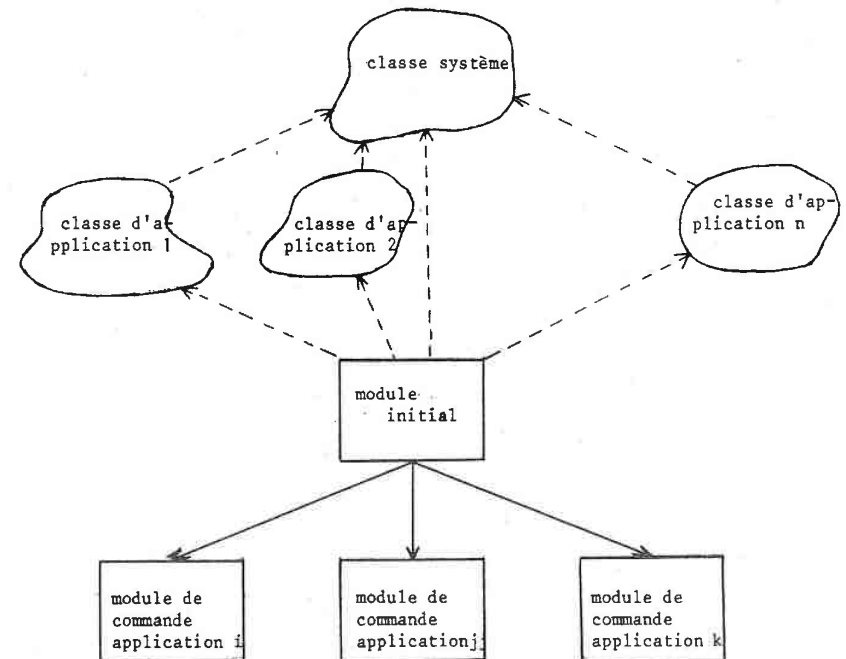 classe système
classe d'a-
pplication 1
classe d'ap-
plication 2
classe d'ap-
plication n
module
initial
module de
commande
application i
module de
commande
applicationj
module de
commande
application k